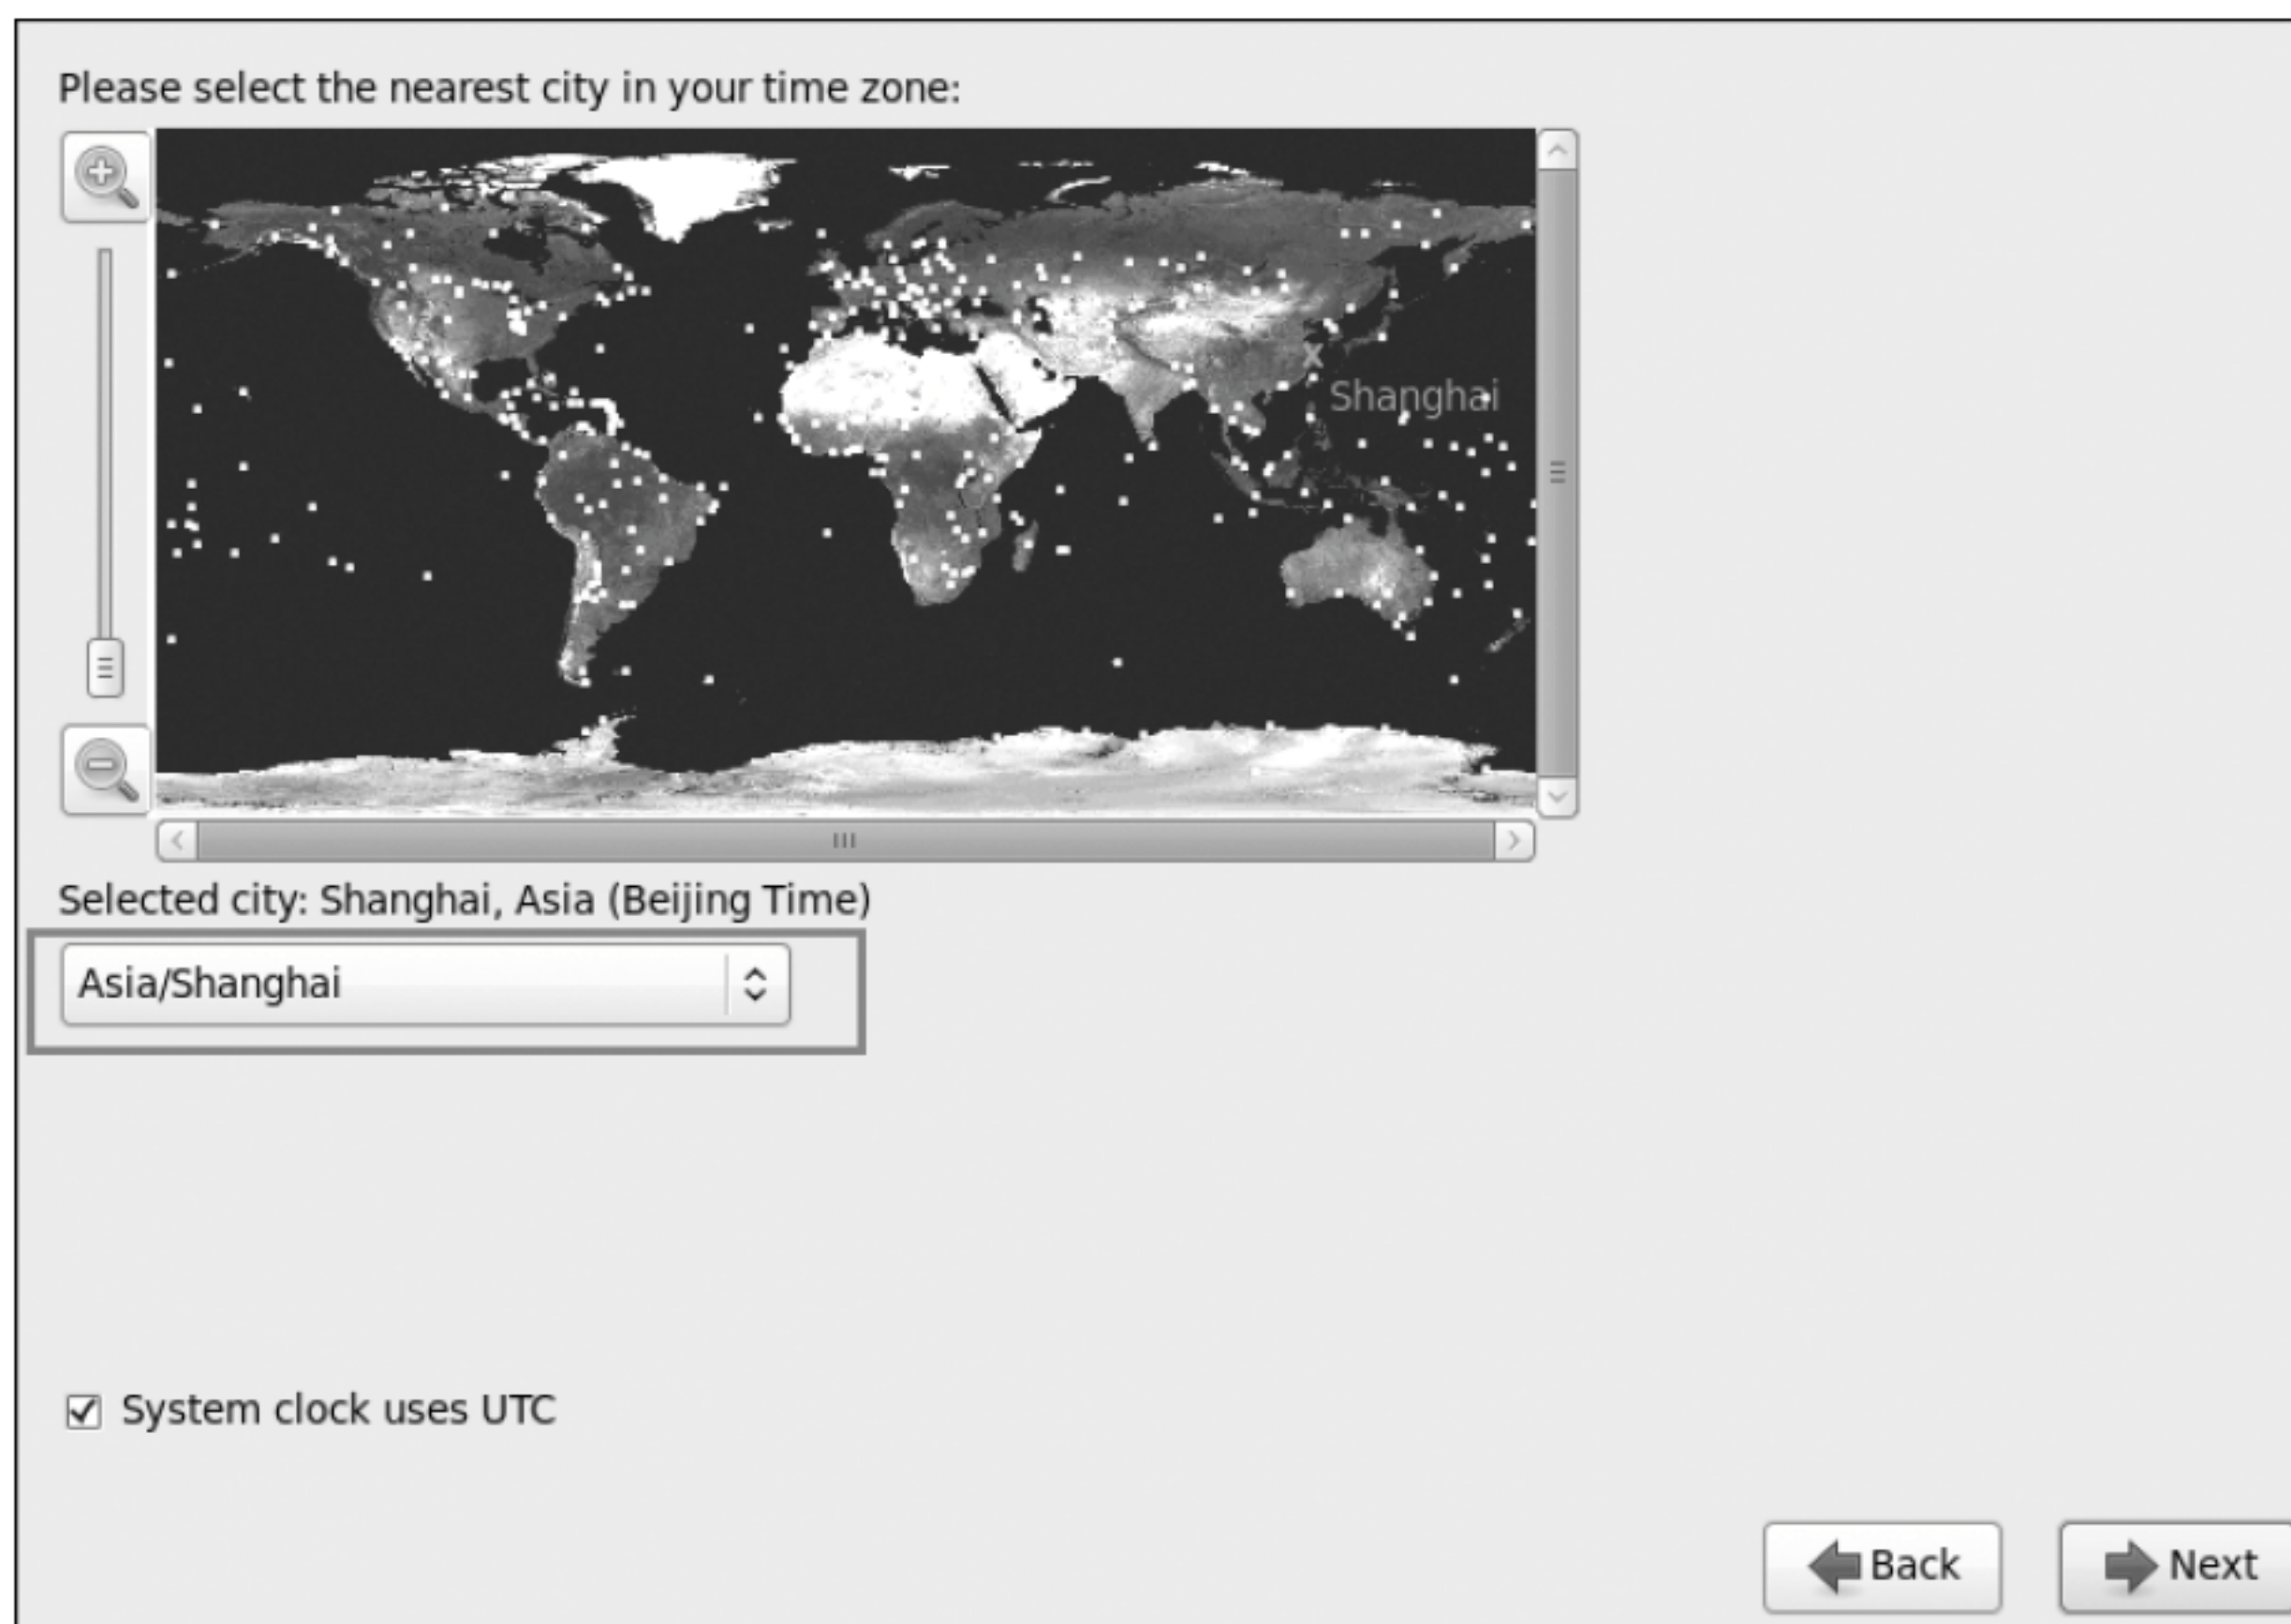 Please select the nearest city in your time zone:
Shanghai
Selected city: Shanghai, Asia (Beijing Time)
Asia/Shanghai
System clock uses UTC
Back
Next